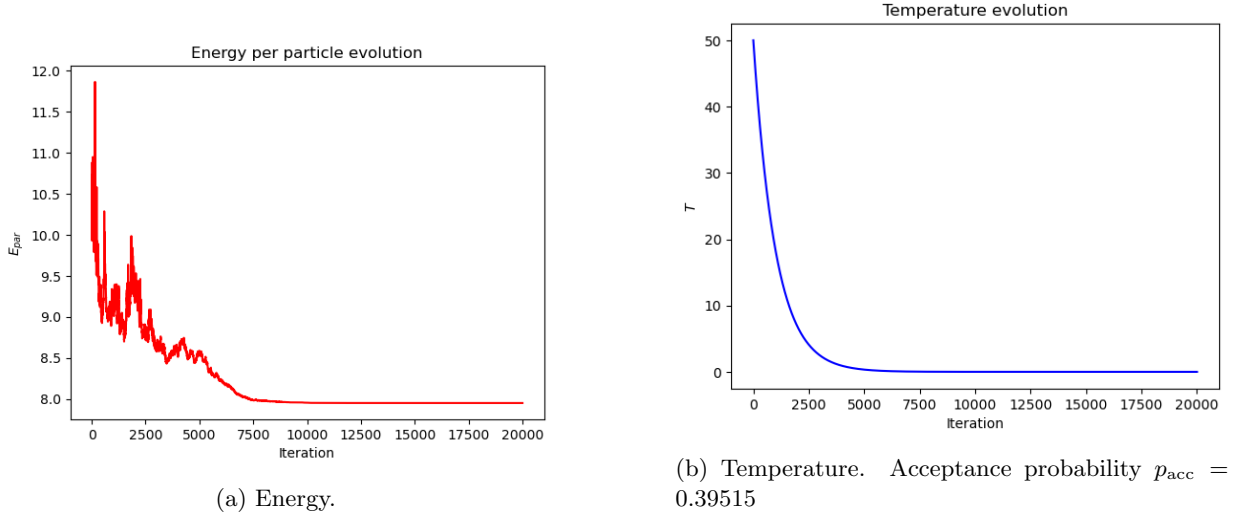 Energy per particle evolution
12.0
11.5
11.0
10.5
10.0
9.5
9.0
8.5
8.0
E_par
0 2500 5000 7500 10000 12500 15000 17500 20000
Iteration
(a) Energy.
Temperature evolution
50
40
30
20
10
0
T
0 2500 5000 7500 10000 12500 15000 17500 20000
Iteration
(b) Temperature. Acceptance probability p_acc =
0.39515